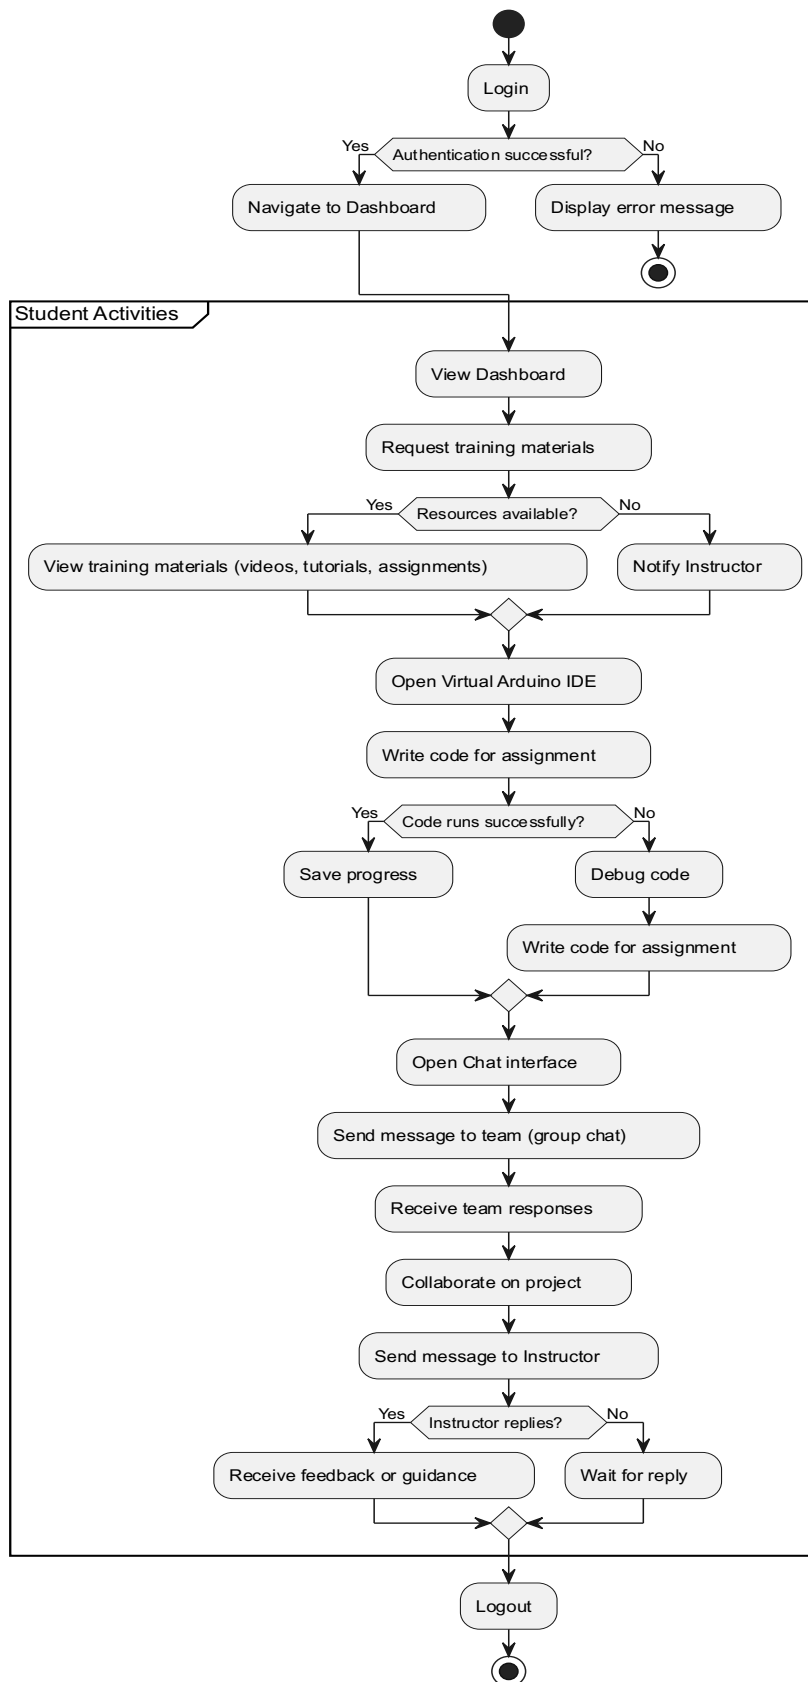 Login
Yes
Authentication successful?
No
Navigate to Dashboard
Display error message
Student Activities
View Dashboard
Request training materials
Yes
Resources available?
No
View training materials (videos, tutorials, assignments)
Notify Instructor
Open Virtual Arduino IDE
Write code for assignment
Yes
Code runs successfully?
No
Save progress
Debug code
Write code for assignment
Open Chat interface
Send message to team (group chat)
Receive team responses
Collaborate on project
Send message to Instructor
Yes
Instructor replies?
No
Receive feedback or guidance
Wait for reply
Logout